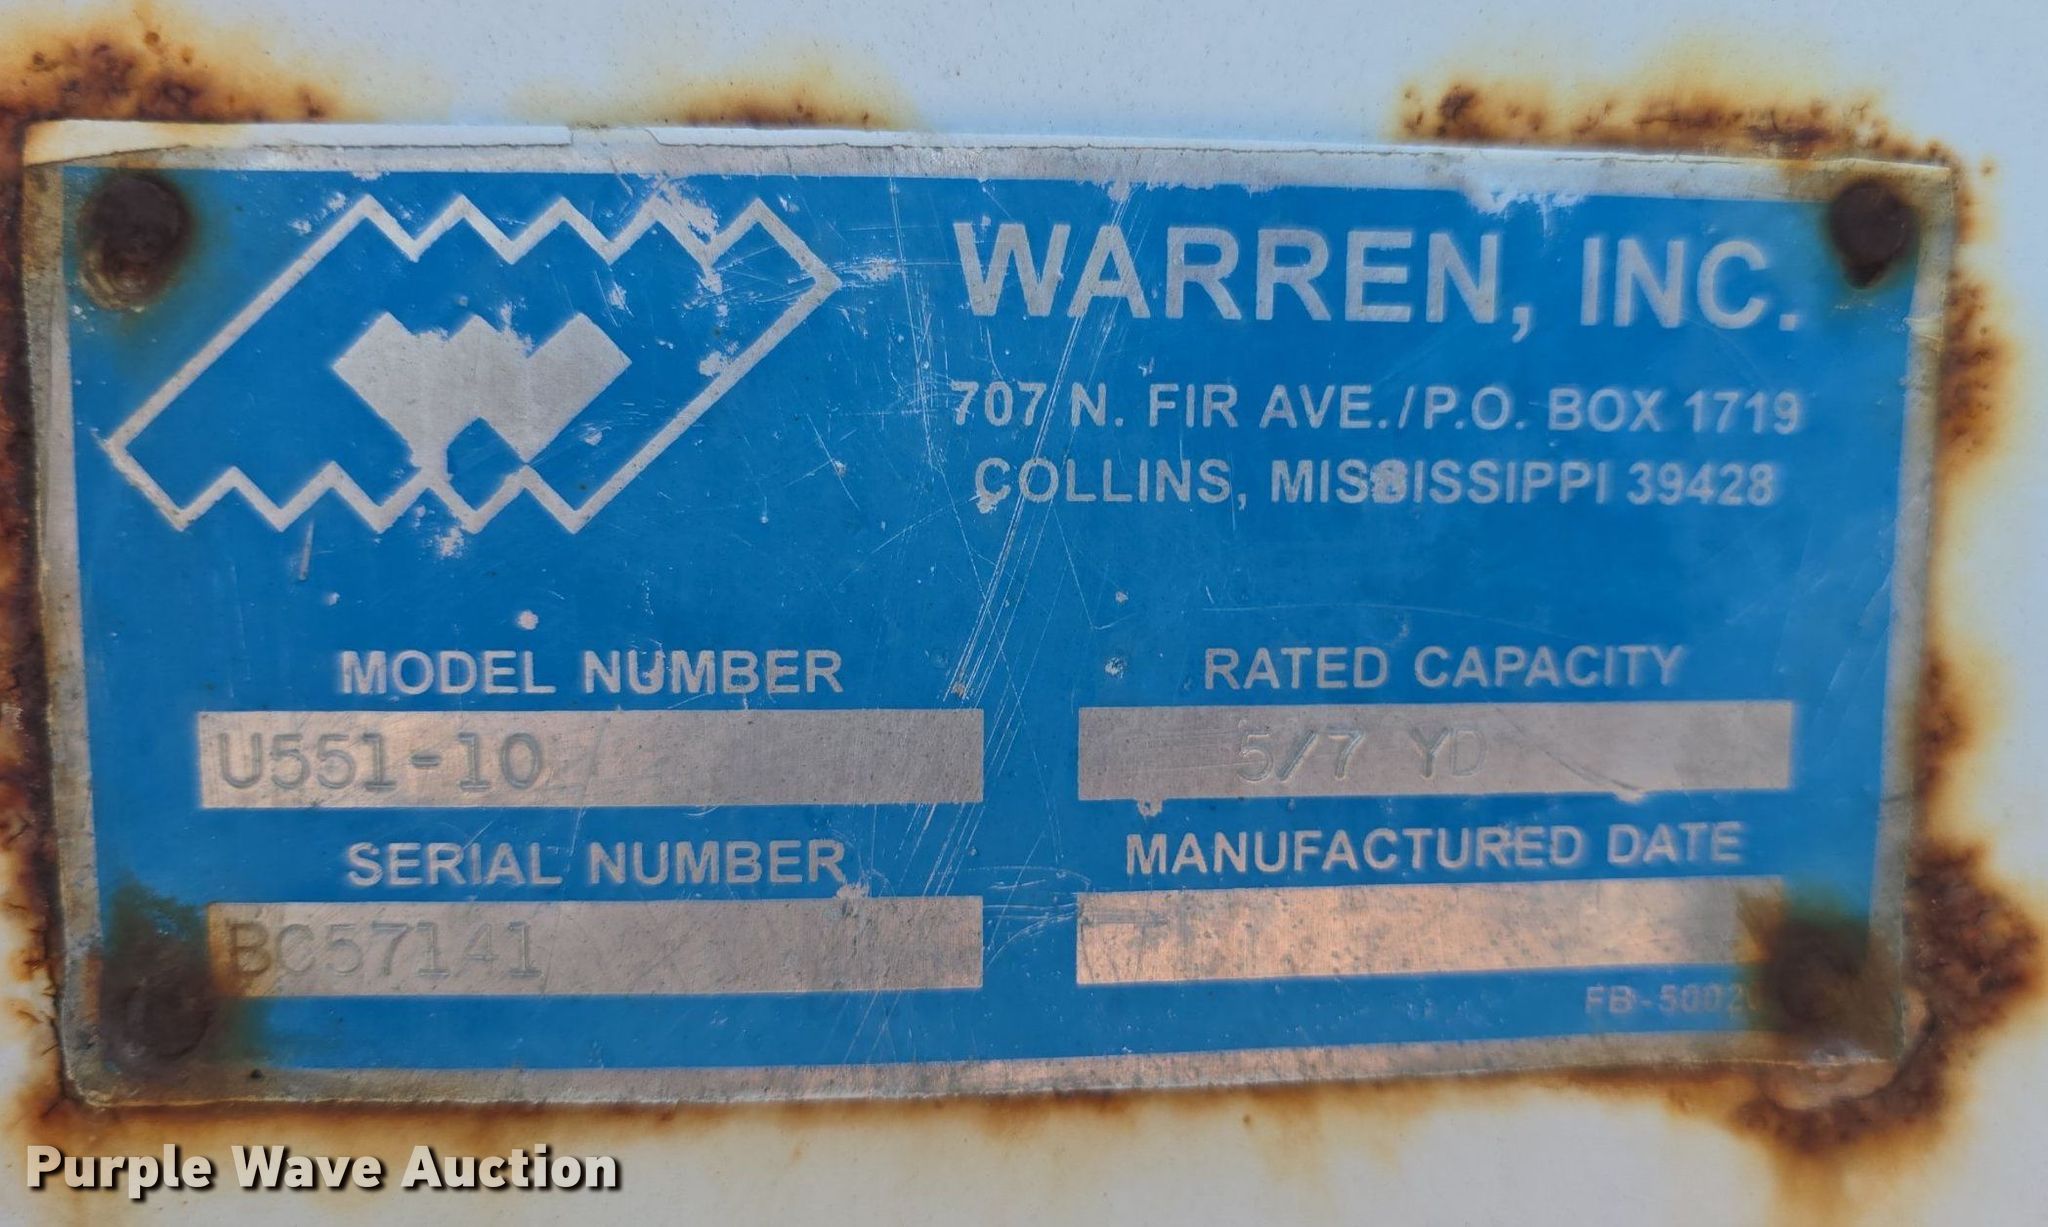 WARREN, INC.
707 N. FIR AVE./P.O. BOX 1719
COLLINS, MISSISSIPPI 39428
MODEL NUMBER
RATED CAPACITY
U551-10
5/7 YD
SERIAL NUMBER
MANUFACTURED DATE
BC57141
Purple Wave Auction